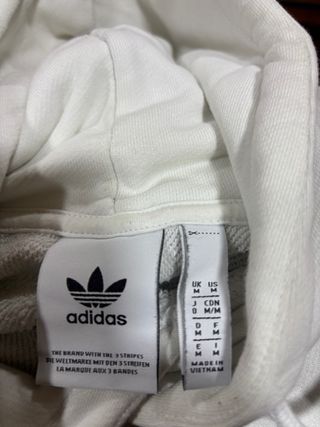 adidas
THE BRAND WITH THE 3 STRIPES
DIE WELTMARKE MIT DEN 3 STREIFEN
LA MARQUE AUX 3 BANDES
UK US
M M
J CDN
O M/M
D F
M M
E I
M M
MADE IN
VIETNAM